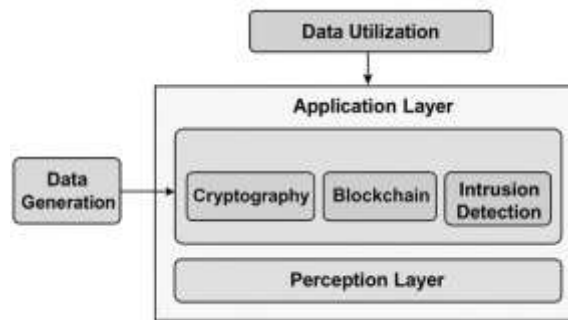 Data Utilization
Application Layer
Data
Generation
Cryptography
Blockchain
Intrusion
Detection
Perception Layer